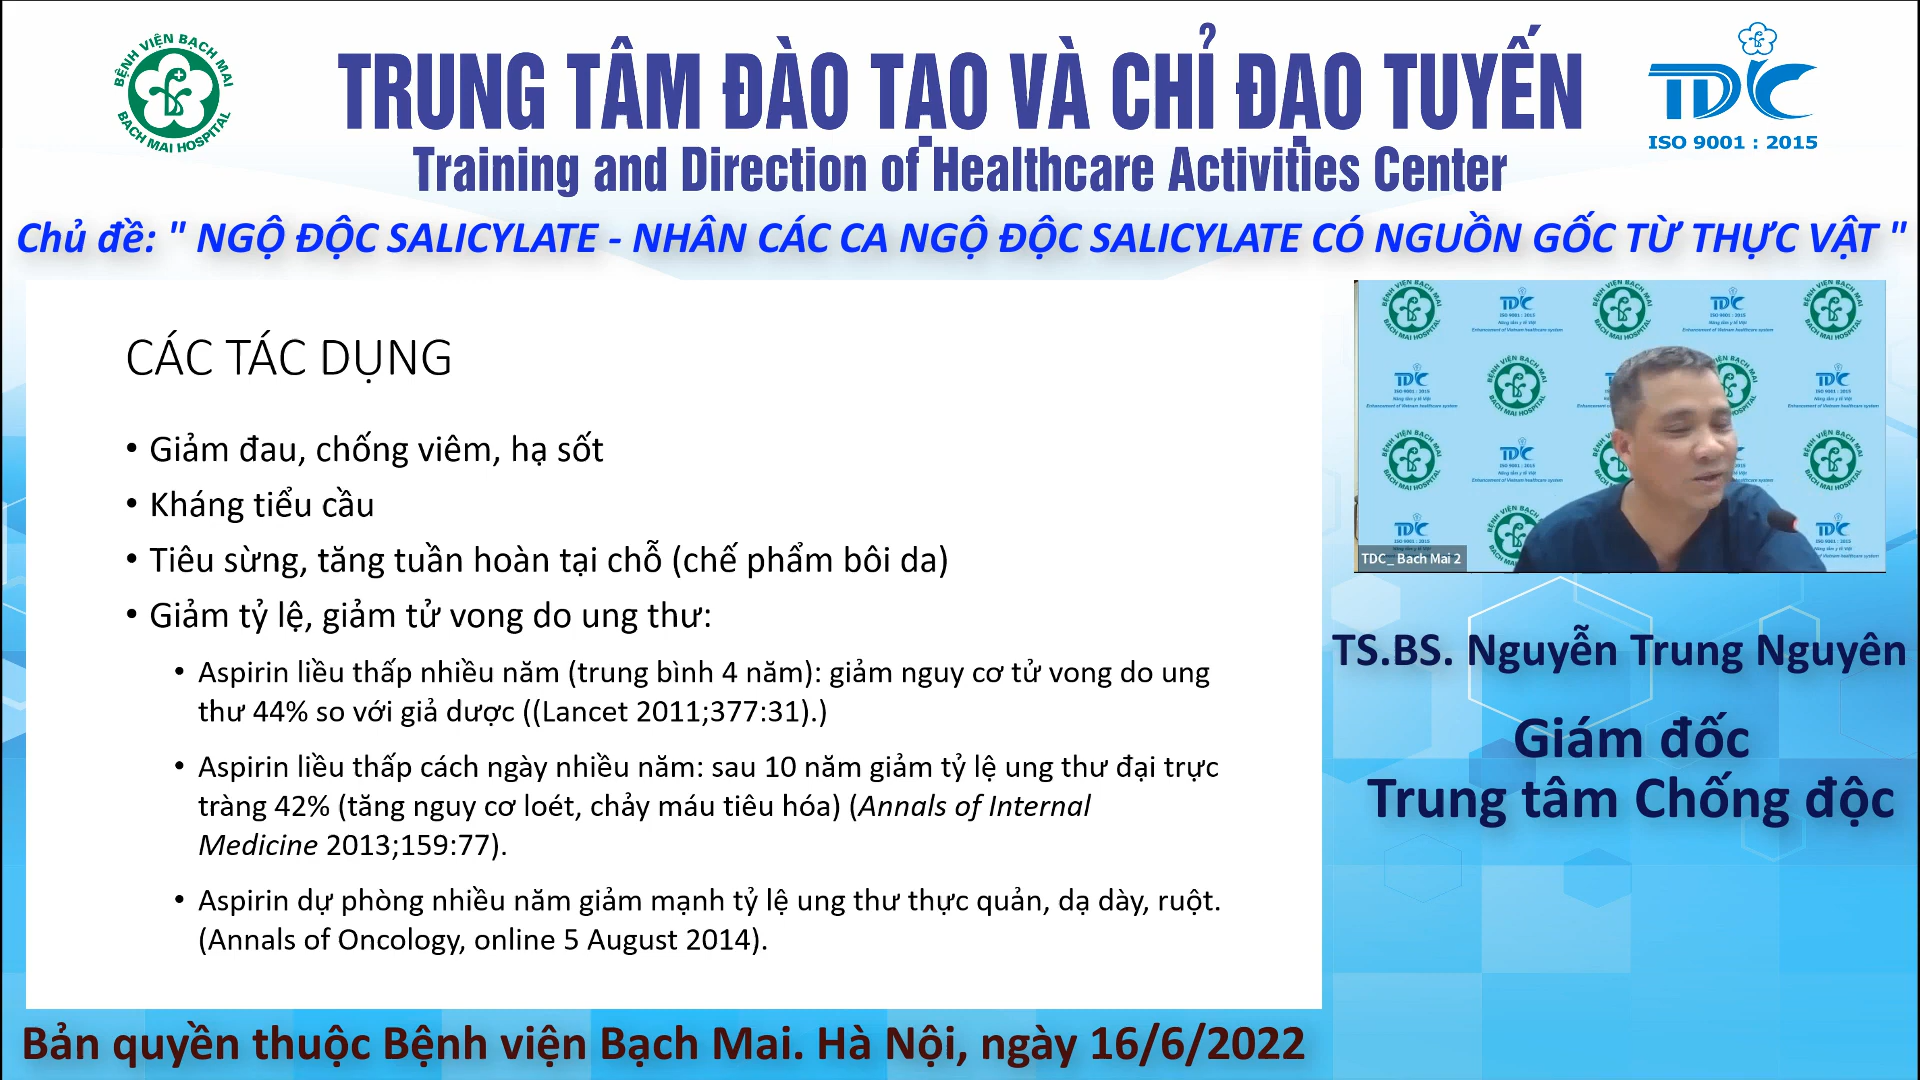 BỆNH VIỆN BẠCH MAI
BACH MAI HOSPITAL
TRUNG TÂM ĐÀO TẠO VÀ CHỈ ĐẠO TUYẾN
Training and Direction of Healthcare Activities Center
TDC
ISO 9001 : 2015
Chủ đề: " NGỘ ĐỘC SALICYLATE - NHÂN CÁC CA NGỘ ĐỘC SALICYLATE CÓ NGUỒN GỐC TỪ THỰC VẬT "
CÁC TÁC DỤNG
• Giảm đau, chống viêm, hạ sốt
• Kháng tiểu cầu
• Tiêu sừng, tăng tuần hoàn tại chỗ (chế phẩm bôi da)
• Giảm tỷ lệ, giảm tử vong do ung thư:
• Aspirin liều thấp nhiều năm (trung bình 4 năm): giảm nguy cơ tử vong do ung
thư 44% so với giả dược ((Lancet 2011;377:31).)
• Aspirin liều thấp cách ngày nhiều năm: sau 10 năm giảm tỷ lệ ung thư đại trực
tràng 42% (tăng nguy cơ loét, chảy máu tiêu hóa) (Annals of Internal
Medicine 2013;159:77).
• Aspirin dự phòng nhiều năm giảm mạnh tỷ lệ ung thư thực quản, dạ dày, ruột.
(Annals of Oncology, online 5 August 2014).
TDC_ Bach Mai 2
TS.BS. Nguyễn Trung Nguyên
Giám đốc
Trung tâm Chống độc
Bản quyền thuộc Bệnh viện Bạch Mai. Hà Nội, ngày 16/6/2022